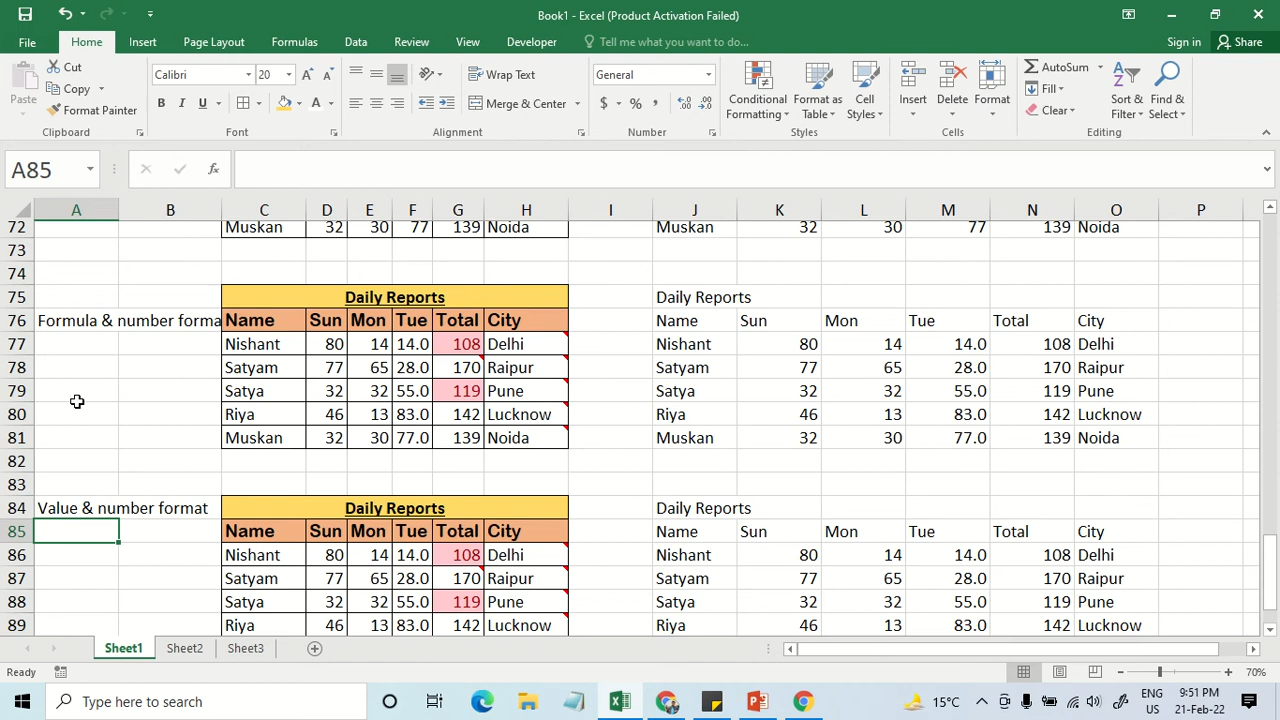 Book1 - Excel (Product Activation Failed)
File Home Insert Page Layout Formulas Data Review View Developer Tell me what you want to do... Sign in Share
Cut
Copy
Format Painter
Paste
Clipboard
Calibri 20
B I U
Font
Wrap Text
Merge & Center
Alignment
General
$ % ,
Number
Conditional Formatting
Format as Table
Cell Styles
Styles
Insert Delete Format
Cells
AutoSum
Fill
Clear
Sort & Filter
Find & Select
Editing
A85 fx
A B C D E F G H I J K L M N O P
72 Muskan 32 30 77 139 Noida Muskan 32 30 77 139 Noida
73
74
75 Daily Reports Daily Reports
76 Formula & number forma Name Sun Mon Tue Total City Name Sun Mon Tue Total City
77 Nishant 80 14 14.0 108 Delhi Nishant 80 14 14.0 108 Delhi
78 Satyam 77 65 28.0 170 Raipur Satyam 77 65 28.0 170 Raipur
79 Satya 32 32 55.0 119 Pune Satya 32 32 55.0 119 Pune
80 Riya 46 13 83.0 142 Lucknow Riya 46 13 83.0 142 Lucknow
81 Muskan 32 30 77.0 139 Noida Muskan 32 30 77.0 139 Noida
82
83
84 Value & number format Daily Reports Daily Reports
85 Name Sun Mon Tue Total City Name Sun Mon Tue Total City
86 Nishant 80 14 14.0 108 Delhi Nishant 80 14 14.0 108 Delhi
87 Satyam 77 65 28.0 170 Raipur Satyam 77 65 28.0 170 Raipur
88 Satya 32 32 55.0 119 Pune Satya 32 32 55.0 119 Pune
89 Riya 46 13 83.0 142 Lucknow Riya 46 13 83.0 142 Lucknow
Sheet1 Sheet2 Sheet3
Ready 70%
Type here to search 15°C ENG US 9:51 PM 21-Feb-22